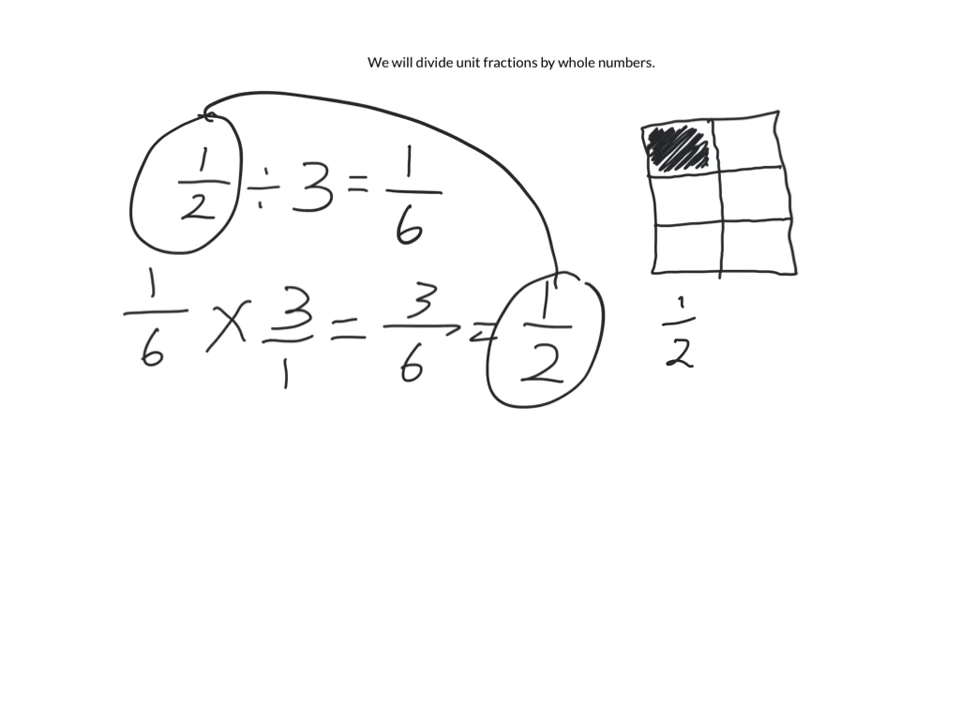 We will divide unit fractions by whole numbers.
1/2 ÷ 3 = 1/6
1/6 × 3/1 = 3/6 = 1/2
1/2